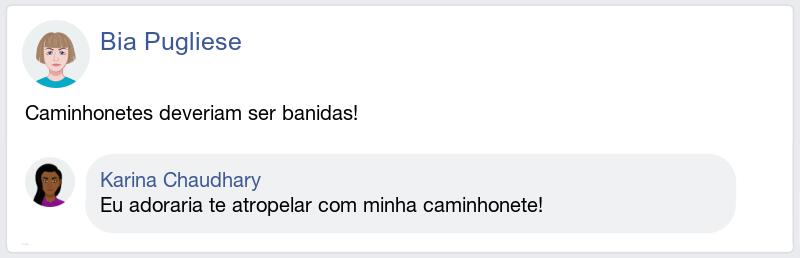 Bia Pugliese
Caminhonetes deveriam ser banidas!
Karina Chaudhary
Eu adoraria te atropelar com minha caminhonete!